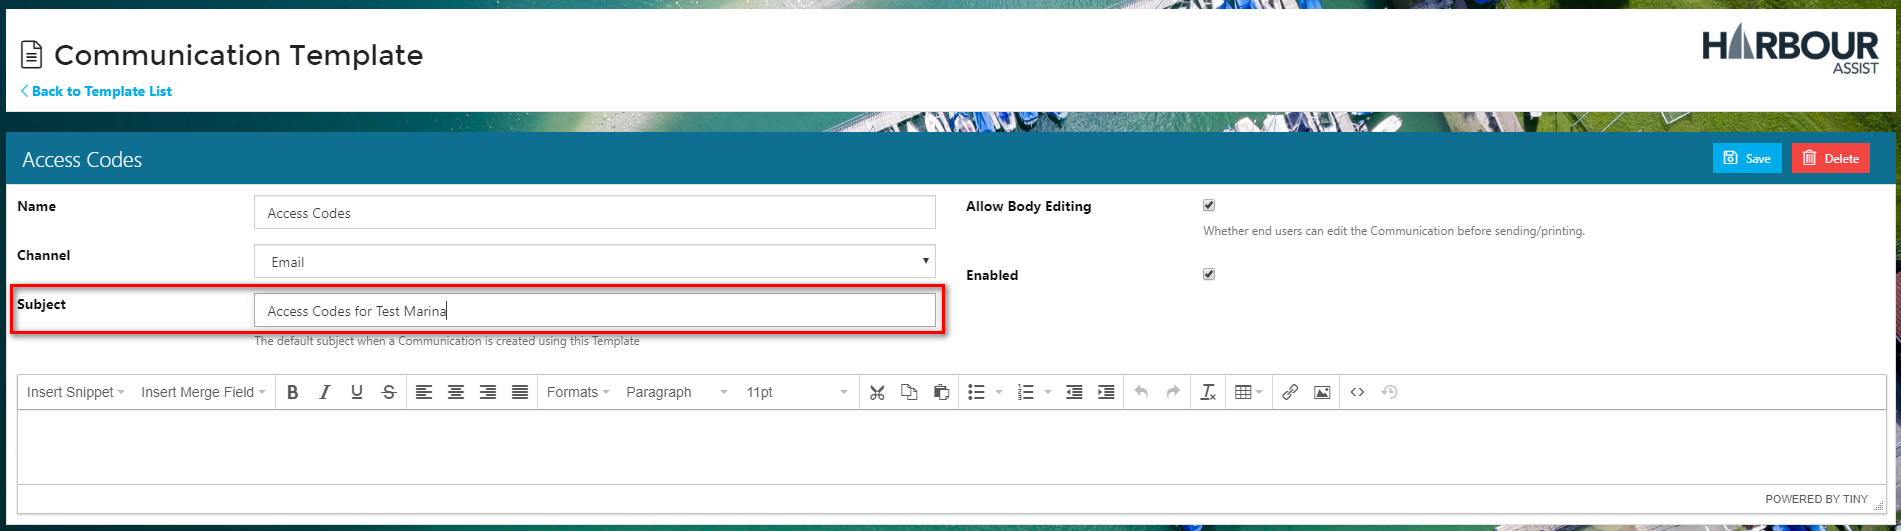 Communication Template
Back to Template List
HARBOUR
ASSIST
Access Codes
Save
Delete
Name
Access Codes
Allow Body Editing
Whether end users can edit the Communication before sending/printing.
Channel
Email
Enabled
Subject
Access Codes for Test Marina
The default subject when a Communication is created using this Template
Insert Snippet Insert Merge Field B I U S Formats Paragraph 11pt
POWERED BY TINY